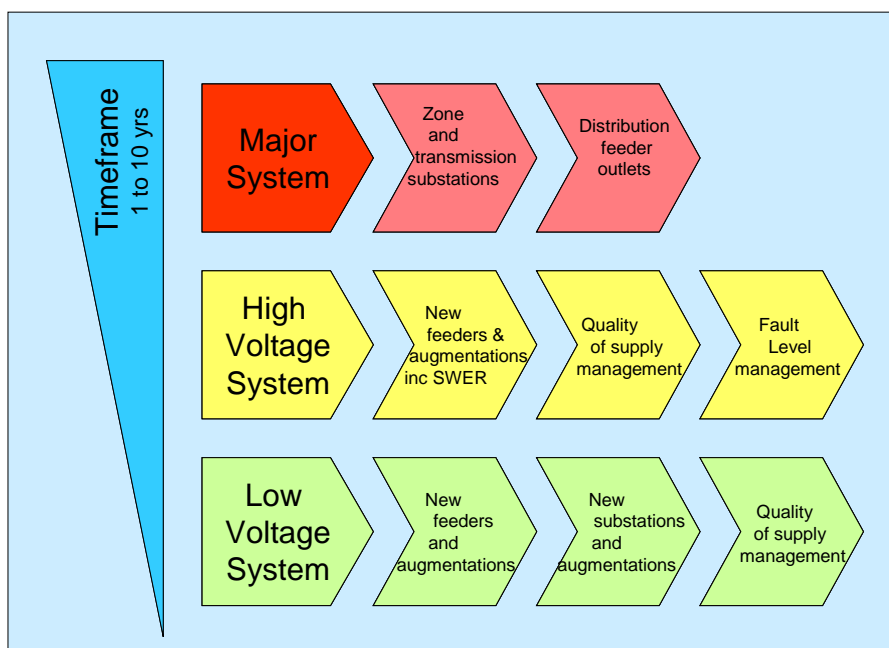 Timeframe
1 to 10 yrs
Major
System
Zone
and
transmission
substations
Distribution
feeder
outlets
High
Voltage
System
New
feeders &
augmentations
inc SWER
Quality
of supply
management
Fault
Level
management
Low
Voltage
System
New
feeders
and
augmentations
New
substations
and
augmentations
Quality
of supply
management